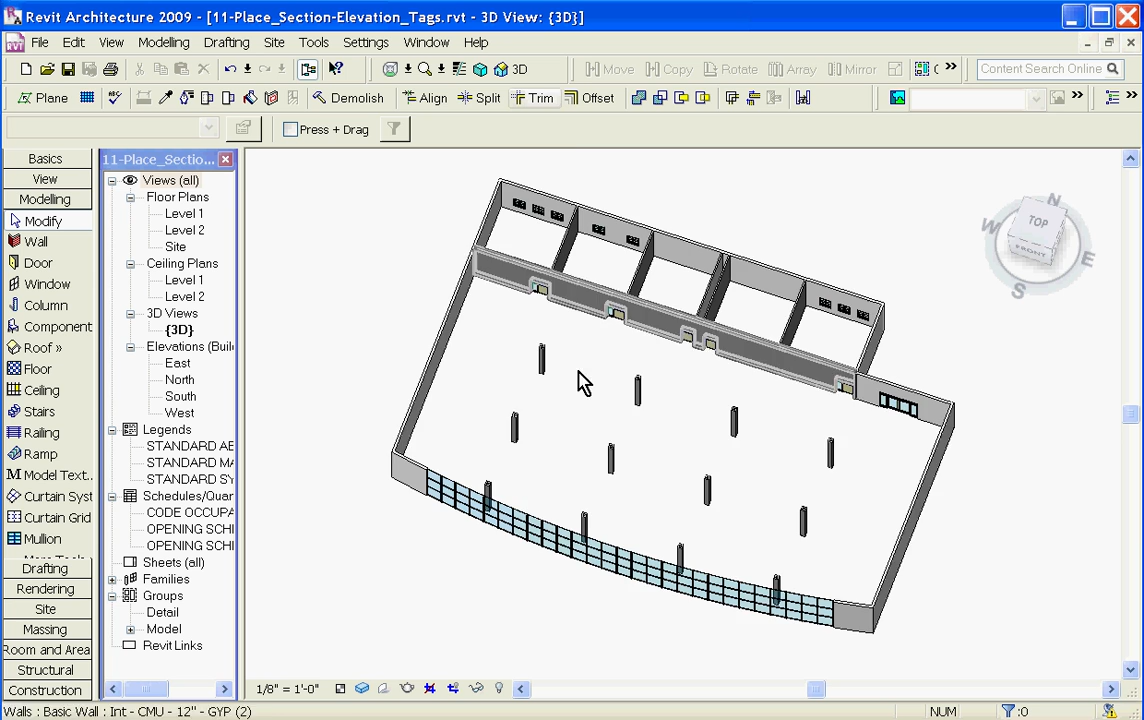 Revit Architecture 2009 - [11-Place_Section-Elevation_Tags.rvt - 3D View: {3D}]
File Edit View Modelling Drafting Site Tools Settings Window Help
3D Move Copy Rotate Array Mirror Content Search Online
Plane Demolish Align Split Trim Offset
Press + Drag
Basics
View
Modelling
Modify
Wall
Door
Window
Column
Component
Roof »
Floor
Ceiling
Stairs
Railing
Ramp
Model Text...
Curtain Sys
Curtain Grid
Mullion
Drafting
Rendering
Site
Massing
Room and Area
Structural
Construction
11-Place_Sectio...
Views (all)
Floor Plans
Level 1
Level 2
Site
Ceiling Plans
Level 1
Level 2
3D Views
{3D}
Elevations (Buil
East
North
South
West
Legends
STANDARD AB
STANDARD MA
STANDARD SY
Schedules/Quar
CODE OCCUPA
OPENING SCHI
OPENING SCHI
Sheets (all)
Families
Groups
Detail
Model
Revit Links
N
W
TOP
FRONT
E
S
1/8" = 1'-0"
Walls : Basic Wall : Int - CMU - 12" - GYP (2)
NUM
:0